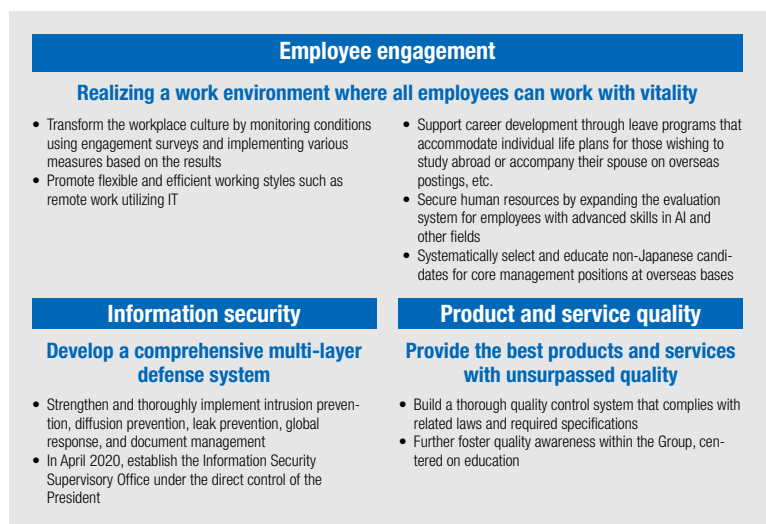 Employee engagement
Realizing a work environment where all employees can work with vitality
• Transform the workplace culture by monitoring conditions
using engagement surveys and implementing various
measures based on the results
• Promote flexible and efficient working styles such as
remote work utilizing IT
• Support career development through leave programs that
accommodate individual life plans for those wishing to
study abroad or accompany their spouse on overseas
postings, etc.
• Secure human resources by expanding the evaluation
system for employees with advanced skills in AI and
other fields
• Systematically select and educate non-Japanese candi-
dates for core management positions at overseas bases
Information security
Develop a comprehensive multi-layer
defense system
• Strengthen and thoroughly implement intrusion preven-
tion, diffusion prevention, leak prevention, global
response, and document management
• In April 2020, establish the Information Security
Supervisory Office under the direct control of the
President
Product and service quality
Provide the best products and services
with unsurpassed quality
• Build a thorough quality control system that complies with
related laws and required specifications
• Further foster quality awareness within the Group, cen-
tered on education